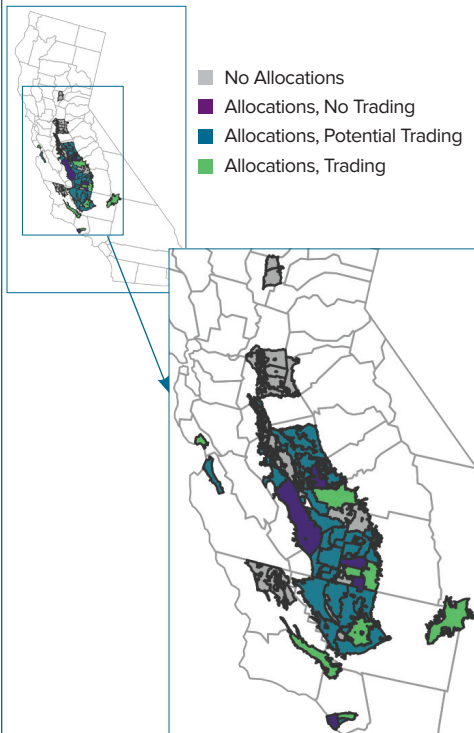 No Allocations
Allocations, No Trading
Allocations, Potential Trading
Allocations, Trading